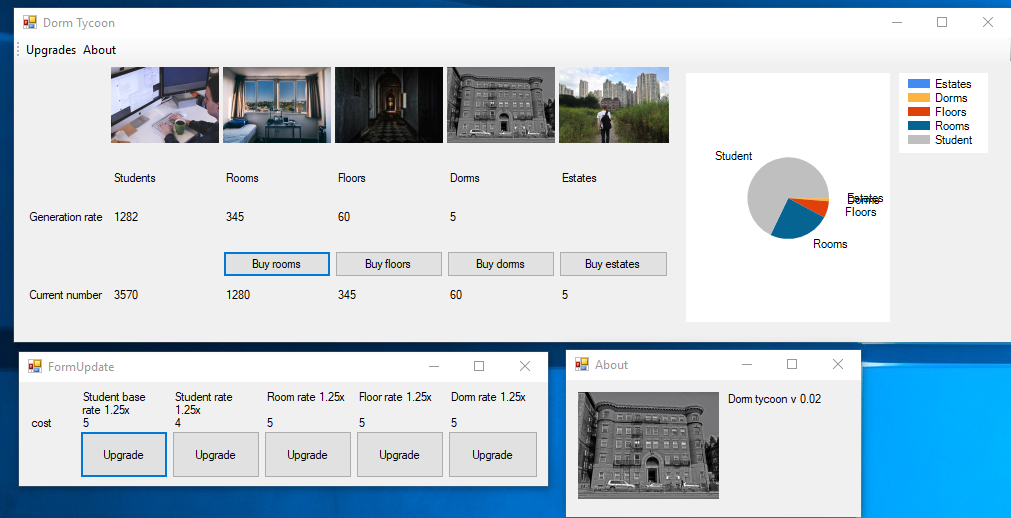 Dorm Tycoon
Upgrades About
Students Rooms Floors Dorms Estates
Generation rate 1282 345 60 5
Buy rooms Buy floors Buy dorms Buy estates
Current number 3570 1280 345 60 5
Student
Estates
Dorms
Floors
Rooms
Estates
Dorms
Floors
Rooms
Student
FormUpdate
Student base Student rate Room rate 1.25x Floor rate 1.25x Dorm rate 1.25x
rate 1.25x 1.25x
cost 5 4 5 5 5
Upgrade Upgrade Upgrade Upgrade Upgrade
About
Dorm tycoon v 0.02